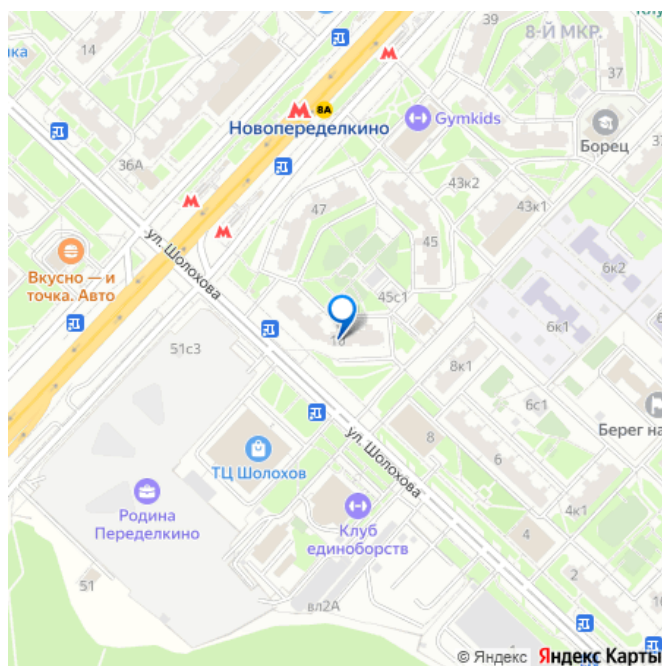 39
8-Й МКР.
14
37
8А
Новопеределкино
Gymkids
Борец
36А
43к2
47
43к1
ул. Шолохова
45
6к2
Вкусно — и
точка. Авто
45с1
6к1
51с3
10
8к1
6с1
8
Берег на
ТЦ Шолохов
ул. Шолохова
6
Родина
Переделкино
Клуб
единоборств
4к1
4
51
2
вл2А
© Яндекс Яндекс Карты